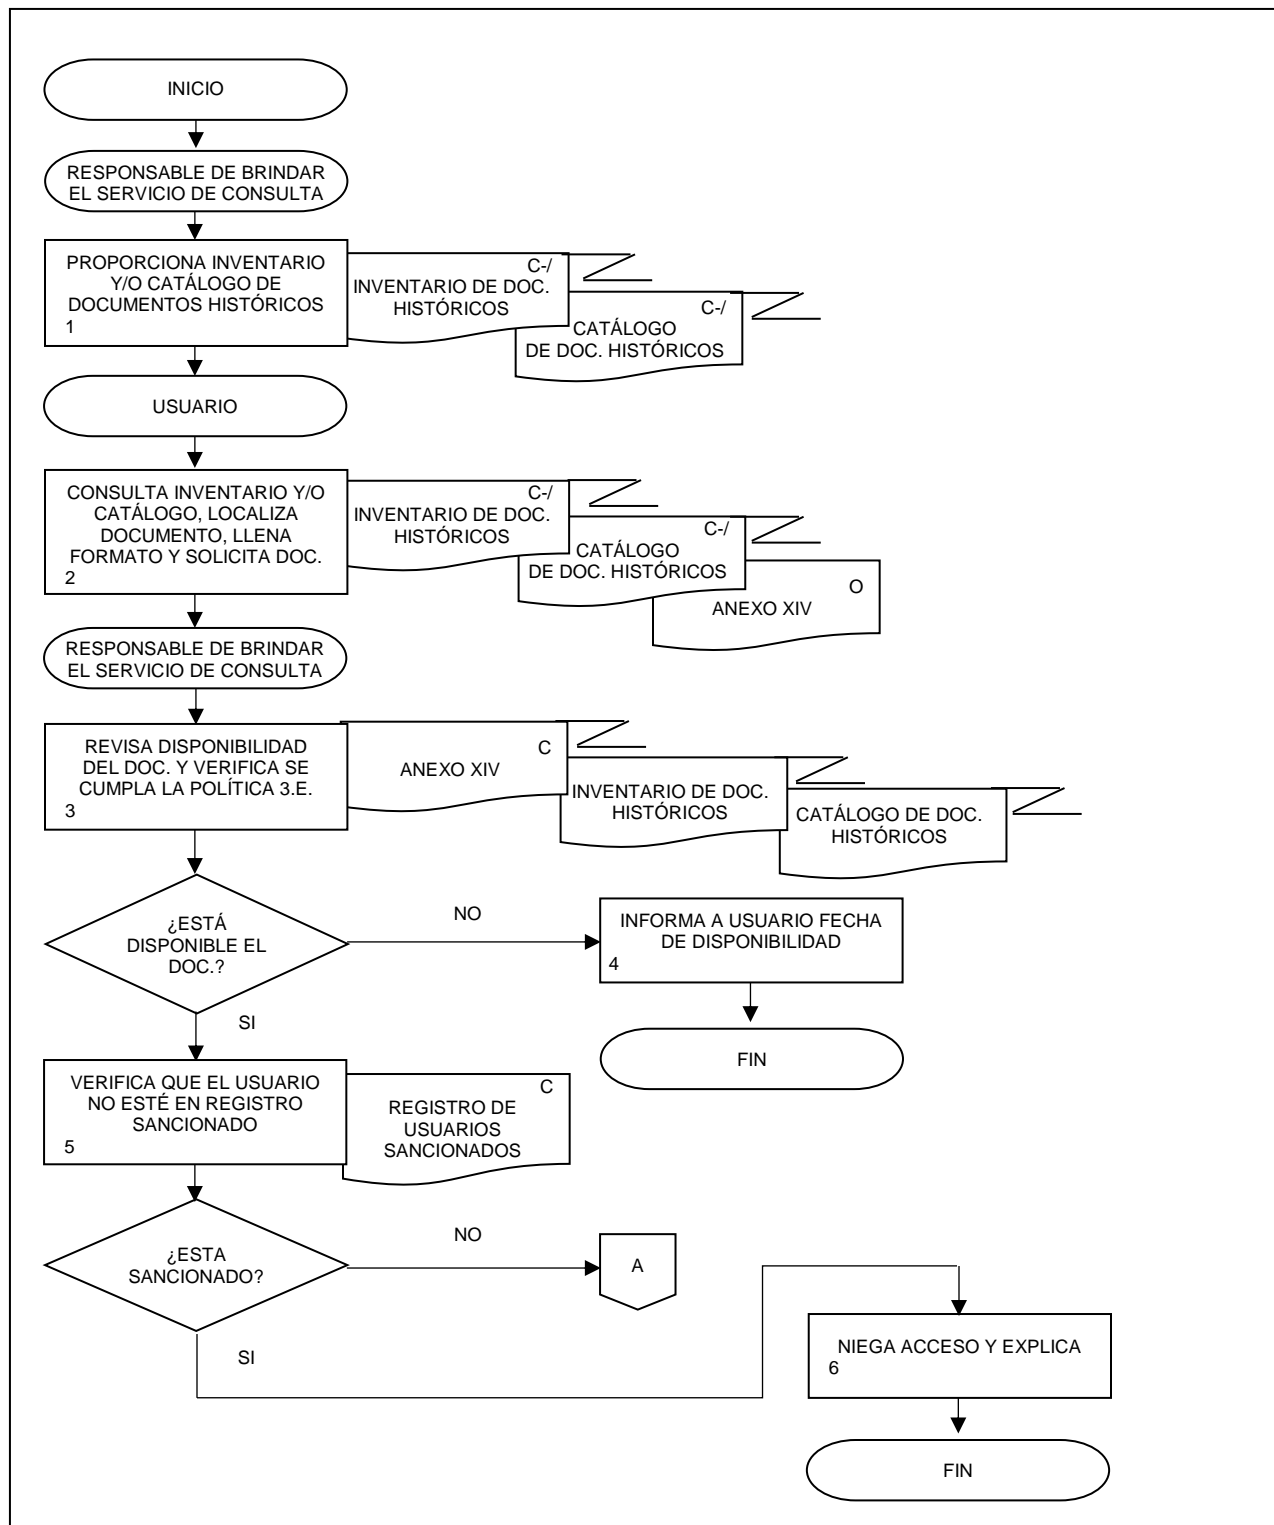 INICIO
RESPONSABLE DE BRINDAR
EL SERVICIO DE CONSULTA
PROPORCIONA INVENTARIO
Y/O CATÁLOGO DE
DOCUMENTOS HISTÓRICOS
1
C-/
INVENTARIO DE DOC.
HISTÓRICOS
C-/
CATÁLOGO
DE DOC. HISTÓRICOS
USUARIO
CONSULTA INVENTARIO Y/O
CATÁLOGO, LOCALIZA
DOCUMENTO, LLENA
FORMATO Y SOLICITA DOC.
2
C-/
INVENTARIO DE DOC.
HISTÓRICOS
C-/
CATÁLOGO
DE DOC. HISTÓRICOS
O
ANEXO XIV
RESPONSABLE DE BRINDAR
EL SERVICIO DE CONSULTA
REVISA DISPONIBILIDAD
DEL DOC. Y VERIFICA SE
CUMPLA LA POLÍTICA 3.E.
3
C
ANEXO XIV
INVENTARIO DE DOC.
HISTÓRICOS
CATÁLOGO DE DOC.
HISTÓRICOS
¿ESTÁ
DISPONIBLE EL
DOC.?
NO
INFORMA A USUARIO FECHA
DE DISPONIBILIDAD
4
SI
FIN
VERIFICA QUE EL USUARIO
NO ESTÉ EN REGISTRO
SANCIONADO
5
C
REGISTRO DE
USUARIOS
SANCIONADOS
¿ESTA
SANCIONADO?
NO
A
SI
NIEGA ACCESO Y EXPLICA
6
FIN